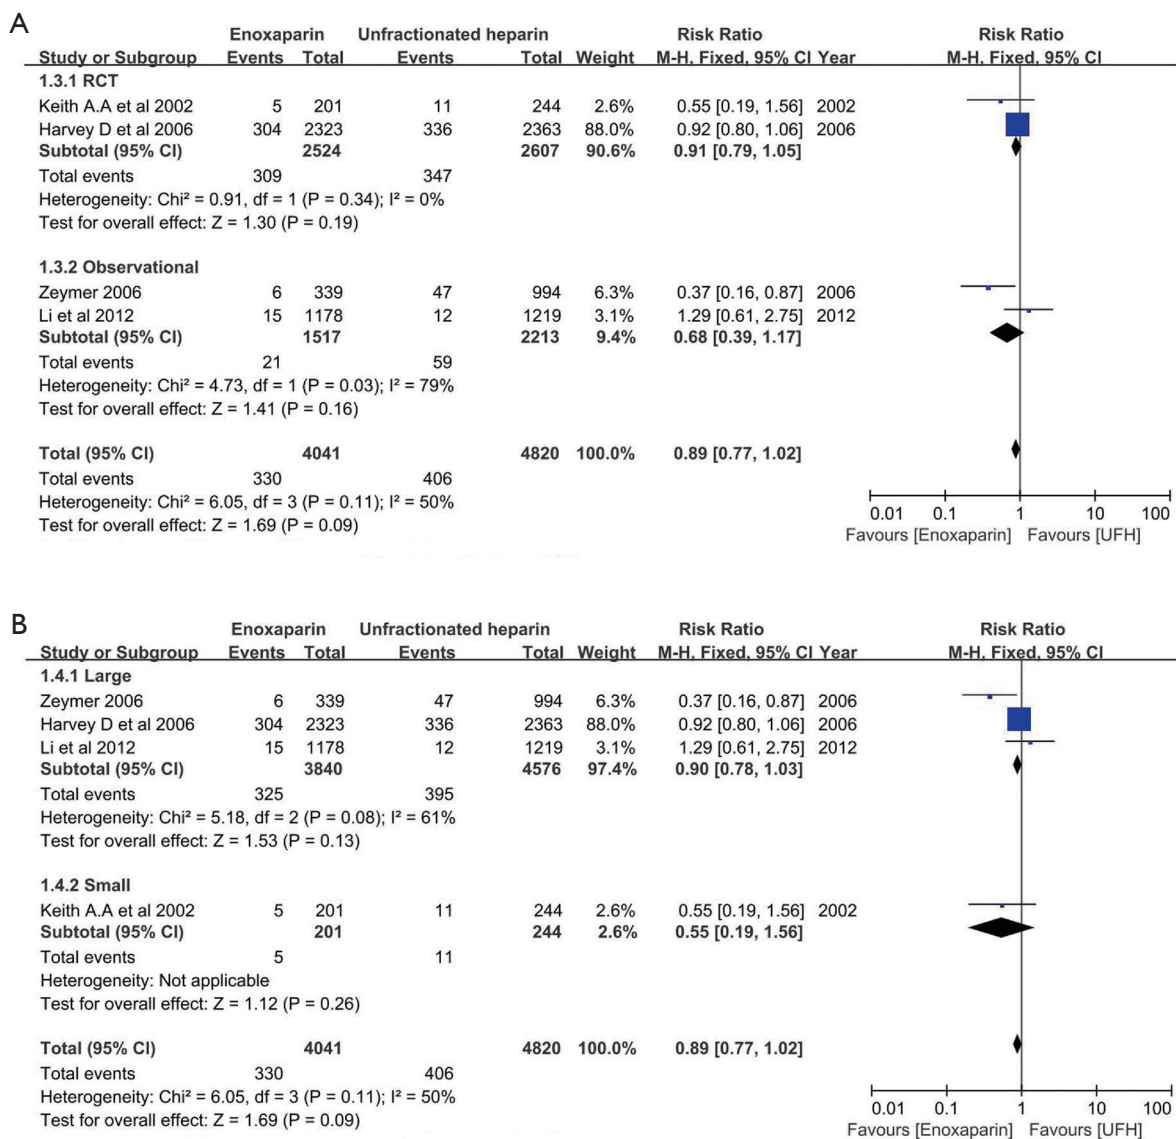 A
Enoxaparin Unfractionated heparin Risk Ratio Risk Ratio
Study or Subgroup Events Total Events Total Weight M-H, Fixed, 95% CI Year M-H, Fixed, 95% CI
1.3.1 RCT
Keith A.A et al 2002 5 201 11 244 2.6% 0.55 [0.19, 1.56] 2002
Harvey D et al 2006 304 2323 336 2363 88.0% 0.92 [0.80, 1.06] 2006
Subtotal (95% CI) 2524 2607 90.6% 0.91 [0.79, 1.05]
Total events 309 347
Heterogeneity: Chi² = 0.91, df = 1 (P = 0.34); I² = 0%
Test for overall effect: Z = 1.30 (P = 0.19)
1.3.2 Observational
Zeymer 2006 6 339 47 994 6.3% 0.37 [0.16, 0.87] 2006
Li et al 2012 15 1178 12 1219 3.1% 1.29 [0.61, 2.75] 2012
Subtotal (95% CI) 1517 2213 9.4% 0.68 [0.39, 1.17]
Total events 21 59
Heterogeneity: Chi² = 4.73, df = 1 (P = 0.03); I² = 79%
Test for overall effect: Z = 1.41 (P = 0.16)
Total (95% CI) 4041 4820 100.0% 0.89 [0.77, 1.02]
Total events 330 406
Heterogeneity: Chi² = 6.05, df = 3 (P = 0.11); I² = 50%
Test for overall effect: Z = 1.69 (P = 0.09)
0.01 0.1 1 10 100
Favours [Enoxaparin] Favours [UFH]
B
Enoxaparin Unfractionated heparin Risk Ratio Risk Ratio
Study or Subgroup Events Total Events Total Weight M-H, Fixed, 95% CI Year M-H, Fixed, 95% CI
1.4.1 Large
Zeymer 2006 6 339 47 994 6.3% 0.37 [0.16, 0.87] 2006
Harvey D et al 2006 304 2323 336 2363 88.0% 0.92 [0.80, 1.06] 2006
Li et al 2012 15 1178 12 1219 3.1% 1.29 [0.61, 2.75] 2012
Subtotal (95% CI) 3840 4576 97.4% 0.90 [0.78, 1.03]
Total events 325 395
Heterogeneity: Chi² = 5.18, df = 2 (P = 0.08); I² = 61%
Test for overall effect: Z = 1.53 (P = 0.13)
1.4.2 Small
Keith A.A et al 2002 5 201 11 244 2.6% 0.55 [0.19, 1.56] 2002
Subtotal (95% CI) 201 244 2.6% 0.55 [0.19, 1.56]
Total events 5 11
Heterogeneity: Not applicable
Test for overall effect: Z = 1.12 (P = 0.26)
Total (95% CI) 4041 4820 100.0% 0.89 [0.77, 1.02]
Total events 330 406
Heterogeneity: Chi² = 6.05, df = 3 (P = 0.11); I² = 50%
Test for overall effect: Z = 1.69 (P = 0.09)
0.01 0.1 1 10 100
Favours [Enoxaparin] Favours [UFH]